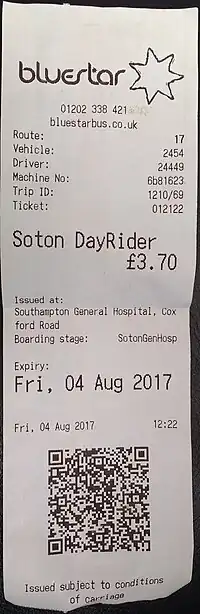 bluestar
01202 338 421
bluestarbus.co.uk
Route: 17
Vehicle: 2454
Driver: 24449
Machine No: 6b81623
Trip ID: 1210/69
Ticket: 012122
Soton DayRider
£3.70
Issued at:
Southampton General Hospital, Cox
ford Road
Boarding stage: SotonGenHosp
Expiry:
Fri, 04 Aug 2017
Fri, 04 Aug 2017 12:22
Issued subject to conditions
of carriage